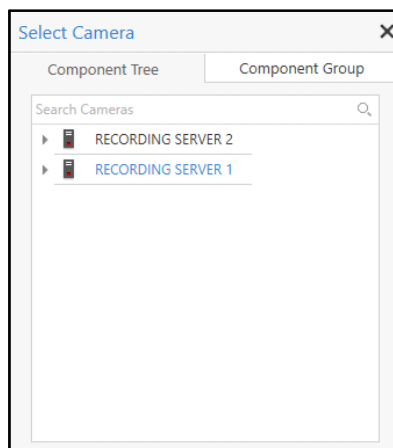 Select Camera
Component Tree
Component Group
Search Cameras
RECORDING SERVER 2
RECORDING SERVER 1